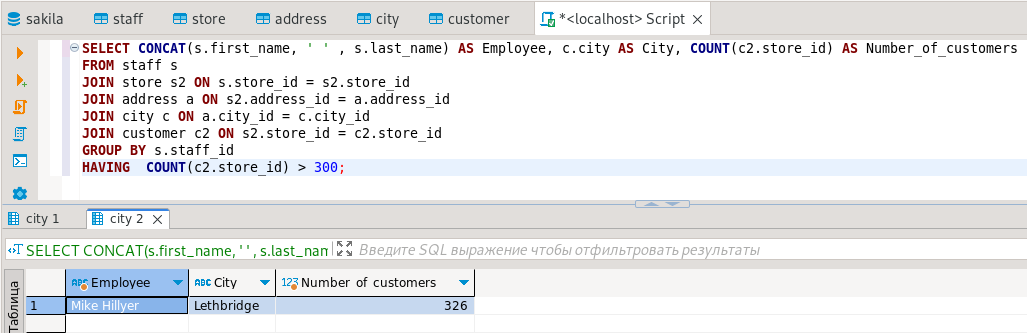 sakila staff store address city customer *<localhost> Script
SELECT CONCAT(s.first_name, ' ' , s.last_name) AS Employee, c.city AS City, COUNT(c2.store_id) AS Number_of_customers
FROM staff s
JOIN store s2 ON s.store_id = s2.store_id
JOIN address a ON s2.address_id = a.address_id
JOIN city c ON a.city_id = c.city_id
JOIN customer c2 ON s2.store_id = c2.store_id
GROUP BY s.staff_id
HAVING  COUNT(c2.store_id) > 300;
city 1 city 2
SELECT CONCAT(s.first_name, ' ' , s.last_nam Введите SQL выражение чтобы отфильтровать результаты
Таблица
ABC Employee ABC City 123 Number_of_customers
1 Mike Hillyer Lethbridge 326